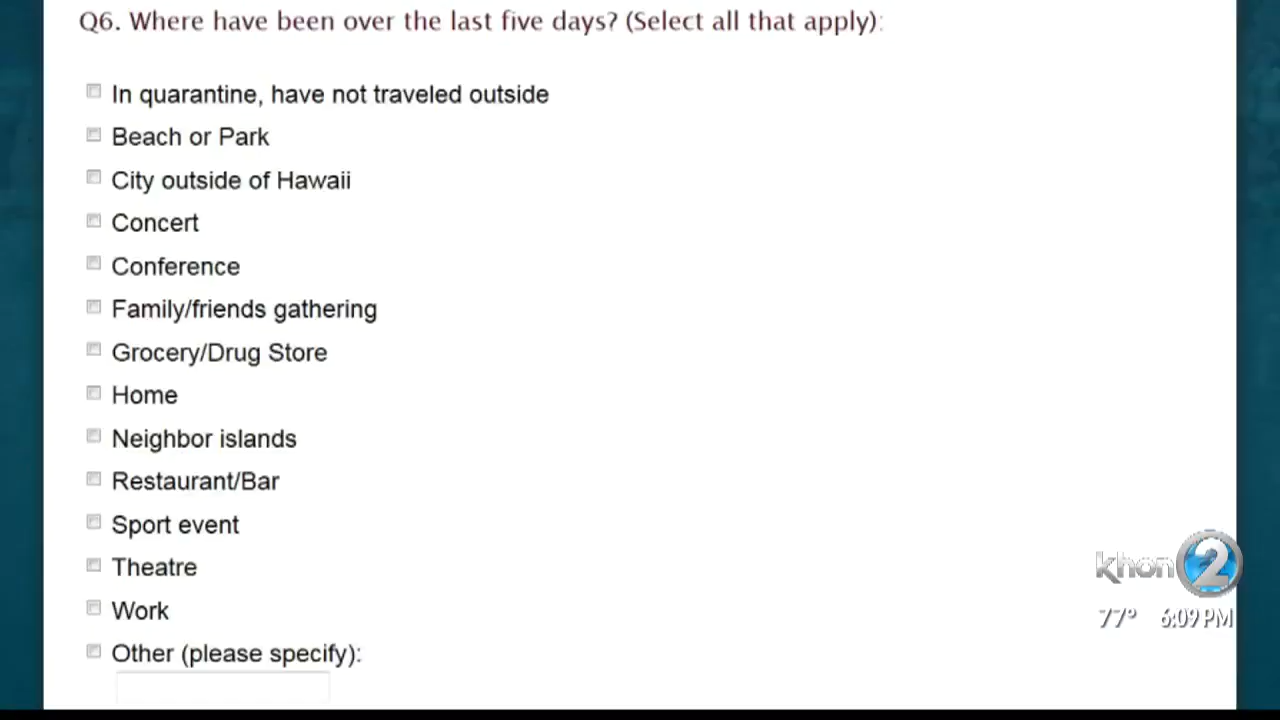 Q6. Where have been over the last five days? (Select all that apply):
In quarantine, have not traveled outside
Beach or Park
City outside of Hawaii
Concert
Conference
Family/friends gathering
Grocery/Drug Store
Home
Neighbor islands
Restaurant/Bar
Sport event
Theatre
Work
Other (please specify):
khon 2
77° 6:09 PM